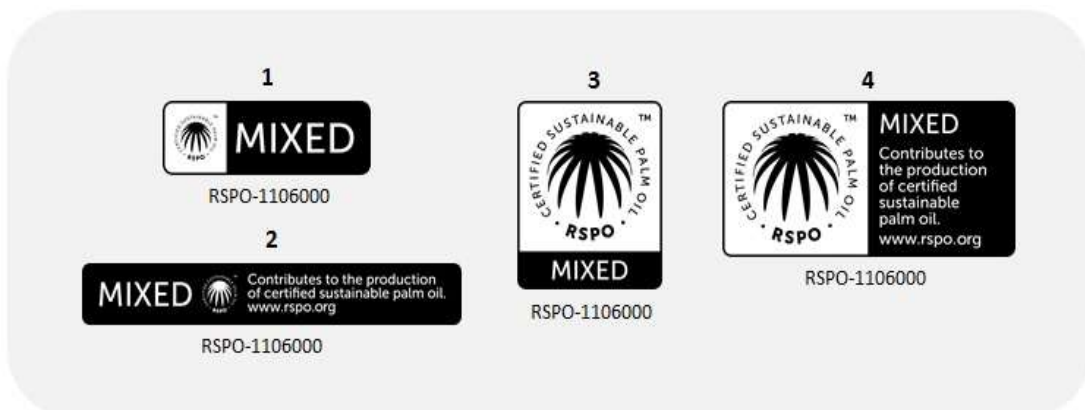 1
MIXED
RSPO-1106000
2
MIXED
Contributes to the production
of certified sustainable palm oil.
www.rspo.org
RSPO-1106000
3
CERTIFIED SUSTAINABLE PALM OIL ™
· RSPO ·
MIXED
RSPO-1106000
4
CERTIFIED SUSTAINABLE PALM OIL ™
· RSPO ·
MIXED
Contributes to
the production
of certified
sustainable
palm oil.
www.rspo.org
RSPO-1106000